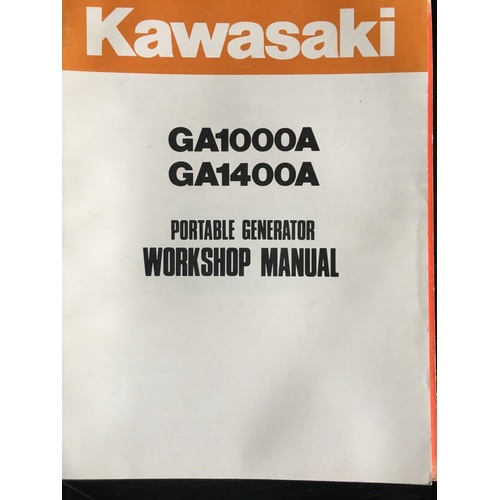 Kawasaki
GA1000A
GA1400A
PORTABLE GENERATOR
WORKSHOP MANUAL